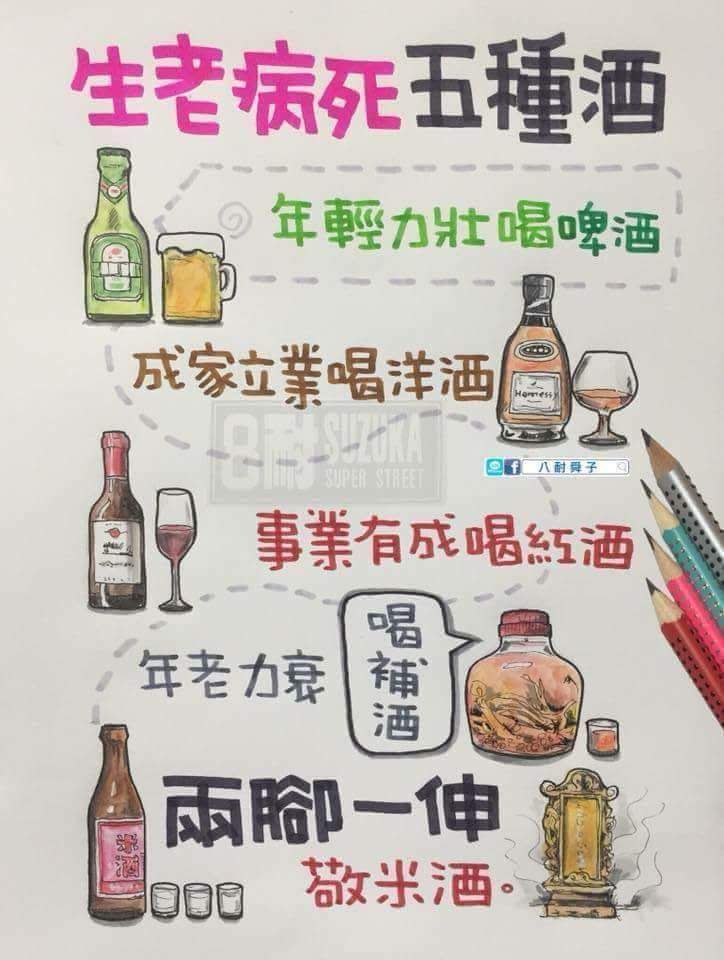 生老病死五種酒
年輕力壯喝啤酒
成家立業喝洋酒
Hennessy
8耐 SUZUKA
SUPER STREET
八耐舜子
事業有成喝紅酒
年老力衰
喝補酒
米酒
兩腳一伸
敬米酒。